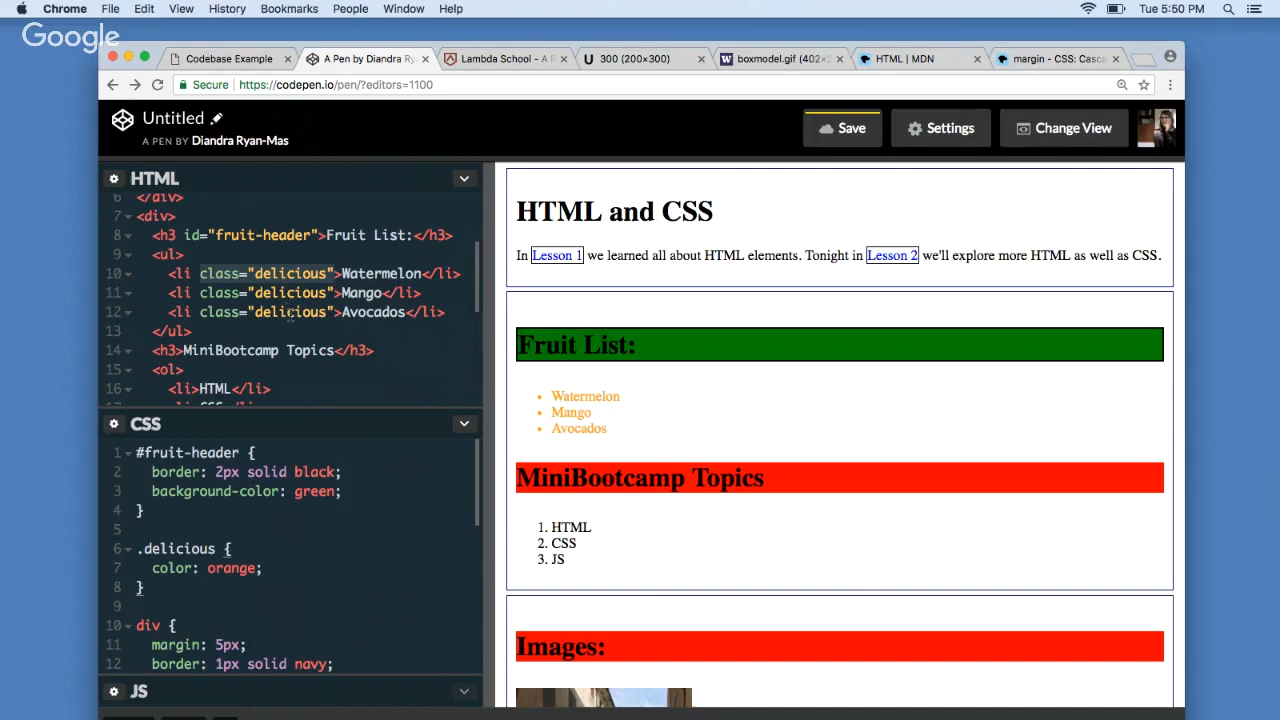 Chrome File Edit View History Bookmarks People Window Help Tue 5:50 PM
Google
Codebase Example A Pen by Diandra Ry Lambda School - A R 300 (200×300) boxmodel.gif (402×2 HTML | MDN margin - CSS: Casca
Secure https://codepen.io/pen/?editors=1100
Untitled
A PEN BY Diandra Ryan-Mas
Save Settings Change View
HTML
6 </div>
7 <div>
8 <h3 id="fruit-header">Fruit List:</h3>
9 <ul>
10 <li class="delicious">Watermelon</li>
11 <li class="delicious">Mango</li>
12 <li class="delicious">Avocados</li>
13 </ul>
14 <h3>MiniBootcamp Topics</h3>
15 <ol>
16 <li>HTML</li>
CSS
1 #fruit-header {
2 border: 2px solid black;
3 background-color: green;
4 }
5
6 .delicious {
7 color: orange;
8 }
9
10 div {
11 margin: 5px;
12 border: 1px solid navy;
JS
HTML and CSS
In Lesson 1 we learned all about HTML elements. Tonight in Lesson 2 we'll explore more HTML as well as CSS.
Fruit List:
• Watermelon
• Mango
• Avocados
MiniBootcamp Topics
1. HTML
2. CSS
3. JS
Images: